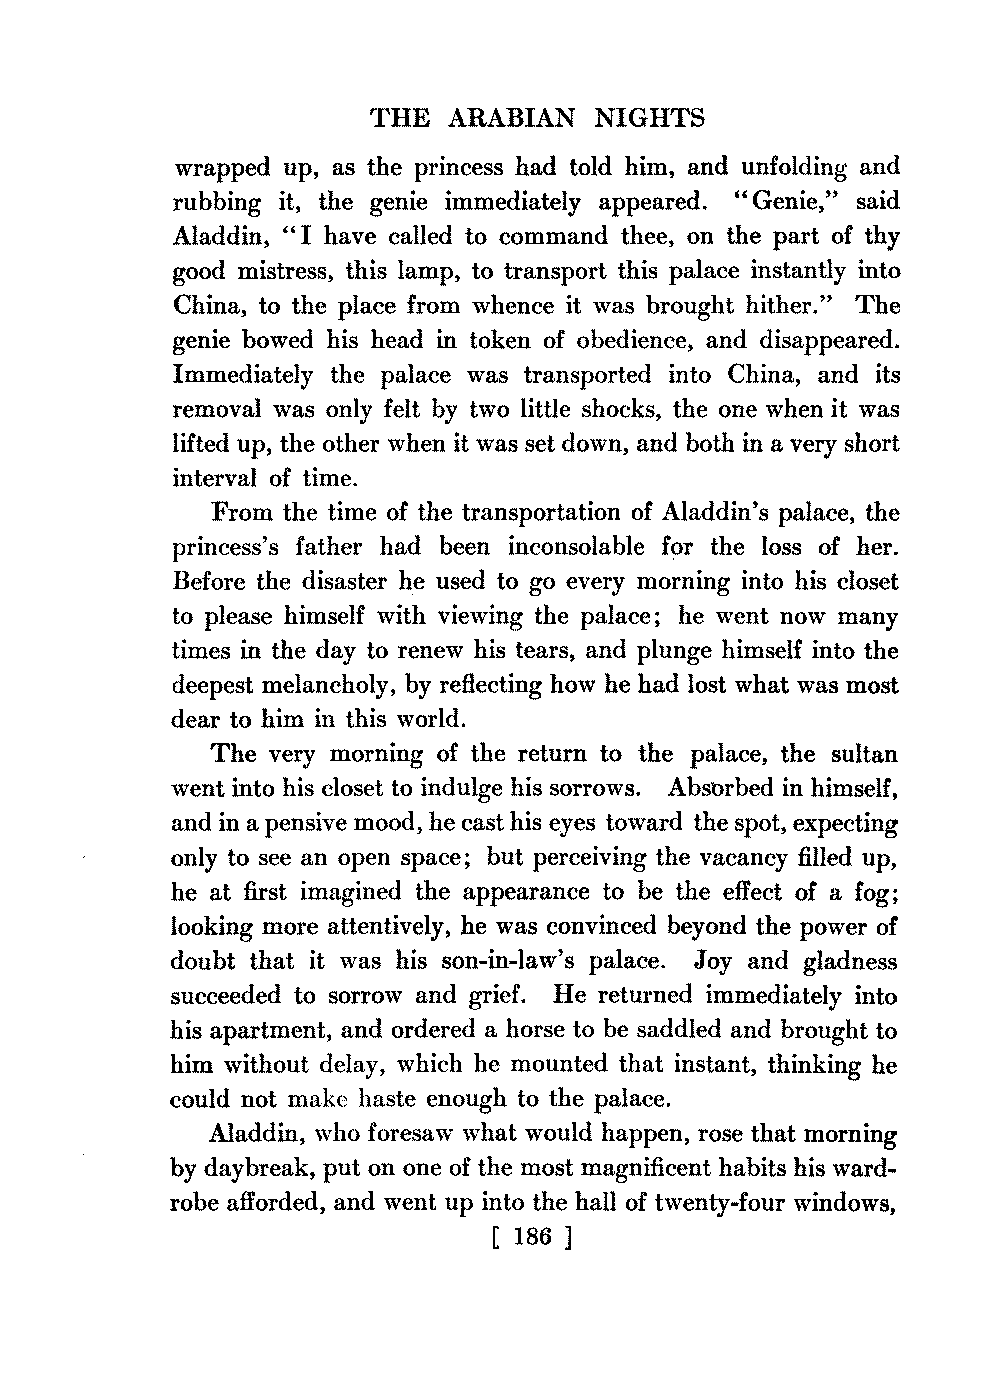 THE ARABIAN NIGHTS
wrapped up, as the princess had told him, and unfolding and
rubbing it, the genie immediately appeared. “Genie,” said
Aladdin, “I have called to command thee, on the part of thy
good mistress, this lamp, to transport this palace instantly into
China, to the place from whence it was brought hither.” The
genie bowed his head in token of obedience, and disappeared.
Immediately the palace was transported into China, and its
removal was only felt by two little shocks, the one when it was
lifted up, the other when it was set down, and both in a very short
interval of time.
From the time of the transportation of Aladdin’s palace, the
princess’s father had been inconsolable for the loss of her.
Before the disaster he used to go every morning into his closet
to please himself with viewing the palace; he went now many
times in the day to renew his tears, and plunge himself into the
deepest melancholy, by reflecting how he had lost what was most
dear to him in this world.
The very morning of the return to the palace, the sultan
went into his closet to indulge his sorrows. Absorbed in himself,
and in a pensive mood, he cast his eyes toward the spot, expecting
only to see an open space; but perceiving the vacancy filled up,
he at first imagined the appearance to be the effect of a fog;
looking more attentively, he was convinced beyond the power of
doubt that it was his son-in-law’s palace. Joy and gladness
succeeded to sorrow and grief. He returned immediately into
his apartment, and ordered a horse to be saddled and brought to
him without delay, which he mounted that instant, thinking he
could not make haste enough to the palace.
Aladdin, who foresaw what would happen, rose that morning
by daybreak, put on one of the most magnificent habits his ward-
robe afforded, and went up into the hall of twenty-four windows,
[ 186 ]